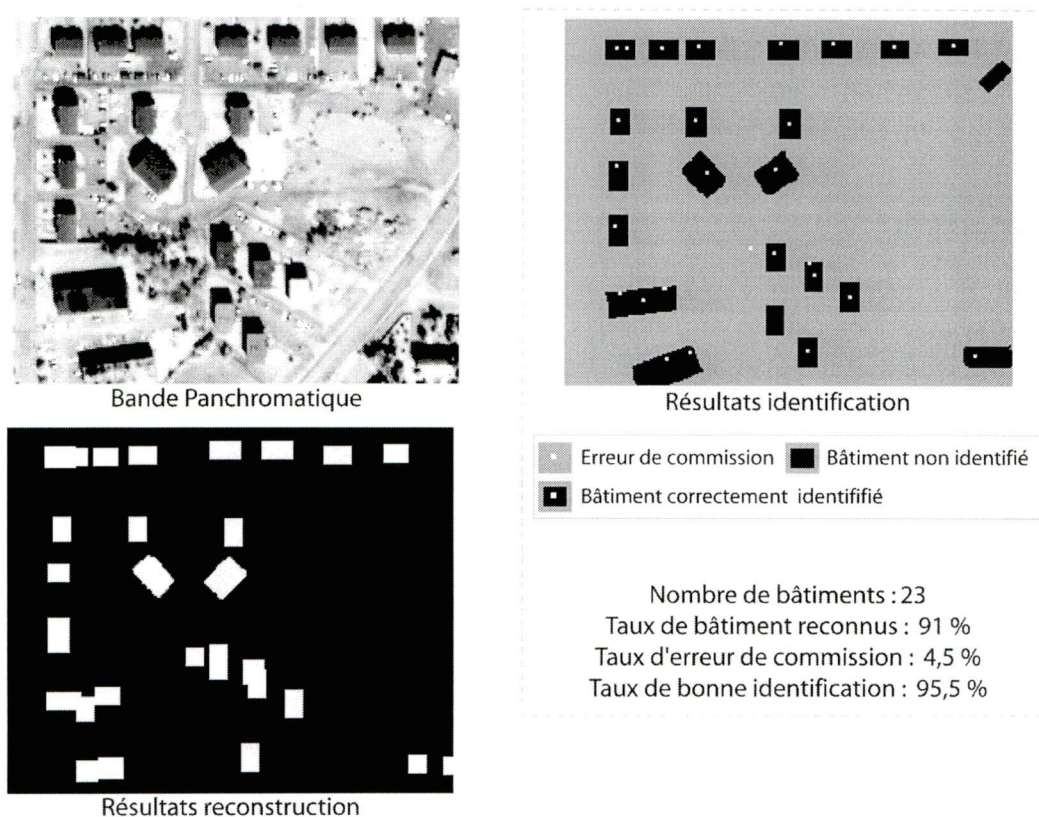 Bande Panchromatique
Résultats identification
Erreur de commission
Bâtiment non identifié
Bâtiment correctement identififié
Nombre de bâtiments : 23
Taux de bâtiment reconnus : 91 %
Taux d'erreur de commission : 4,5 %
Taux de bonne identification : 95,5 %
Résultats reconstruction